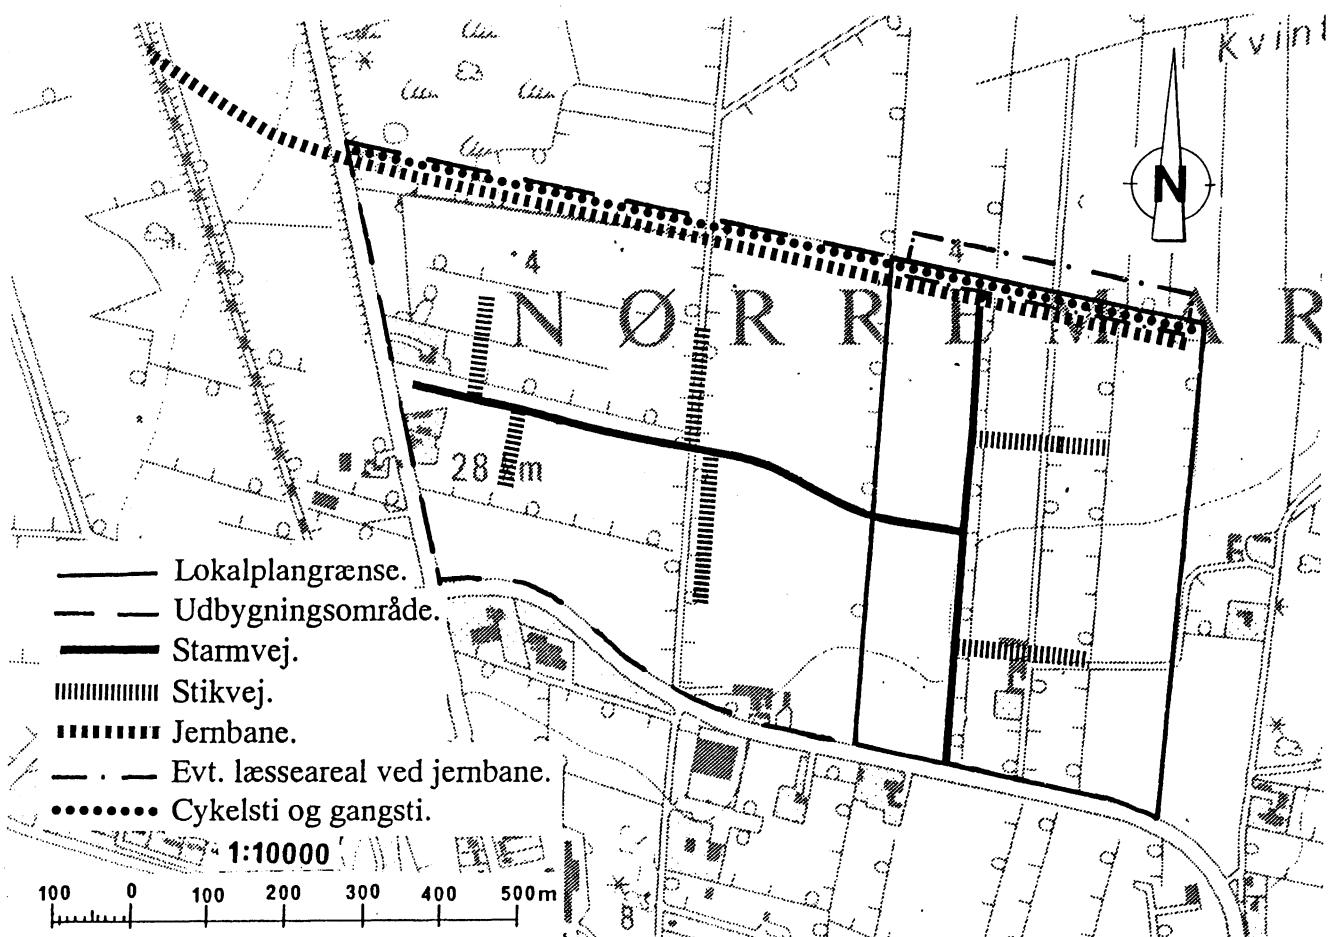 Kvint
N
4
4
NØRREMAR
28 km
Lokalplangrænse.
Udbygningsområde.
Starmvej.
Stikvej.
Jernbane.
Evt. læsseareal ved jernbane.
Cykelsti og gangsti.
1:10000
100 0 100 200 300 400 500m
8